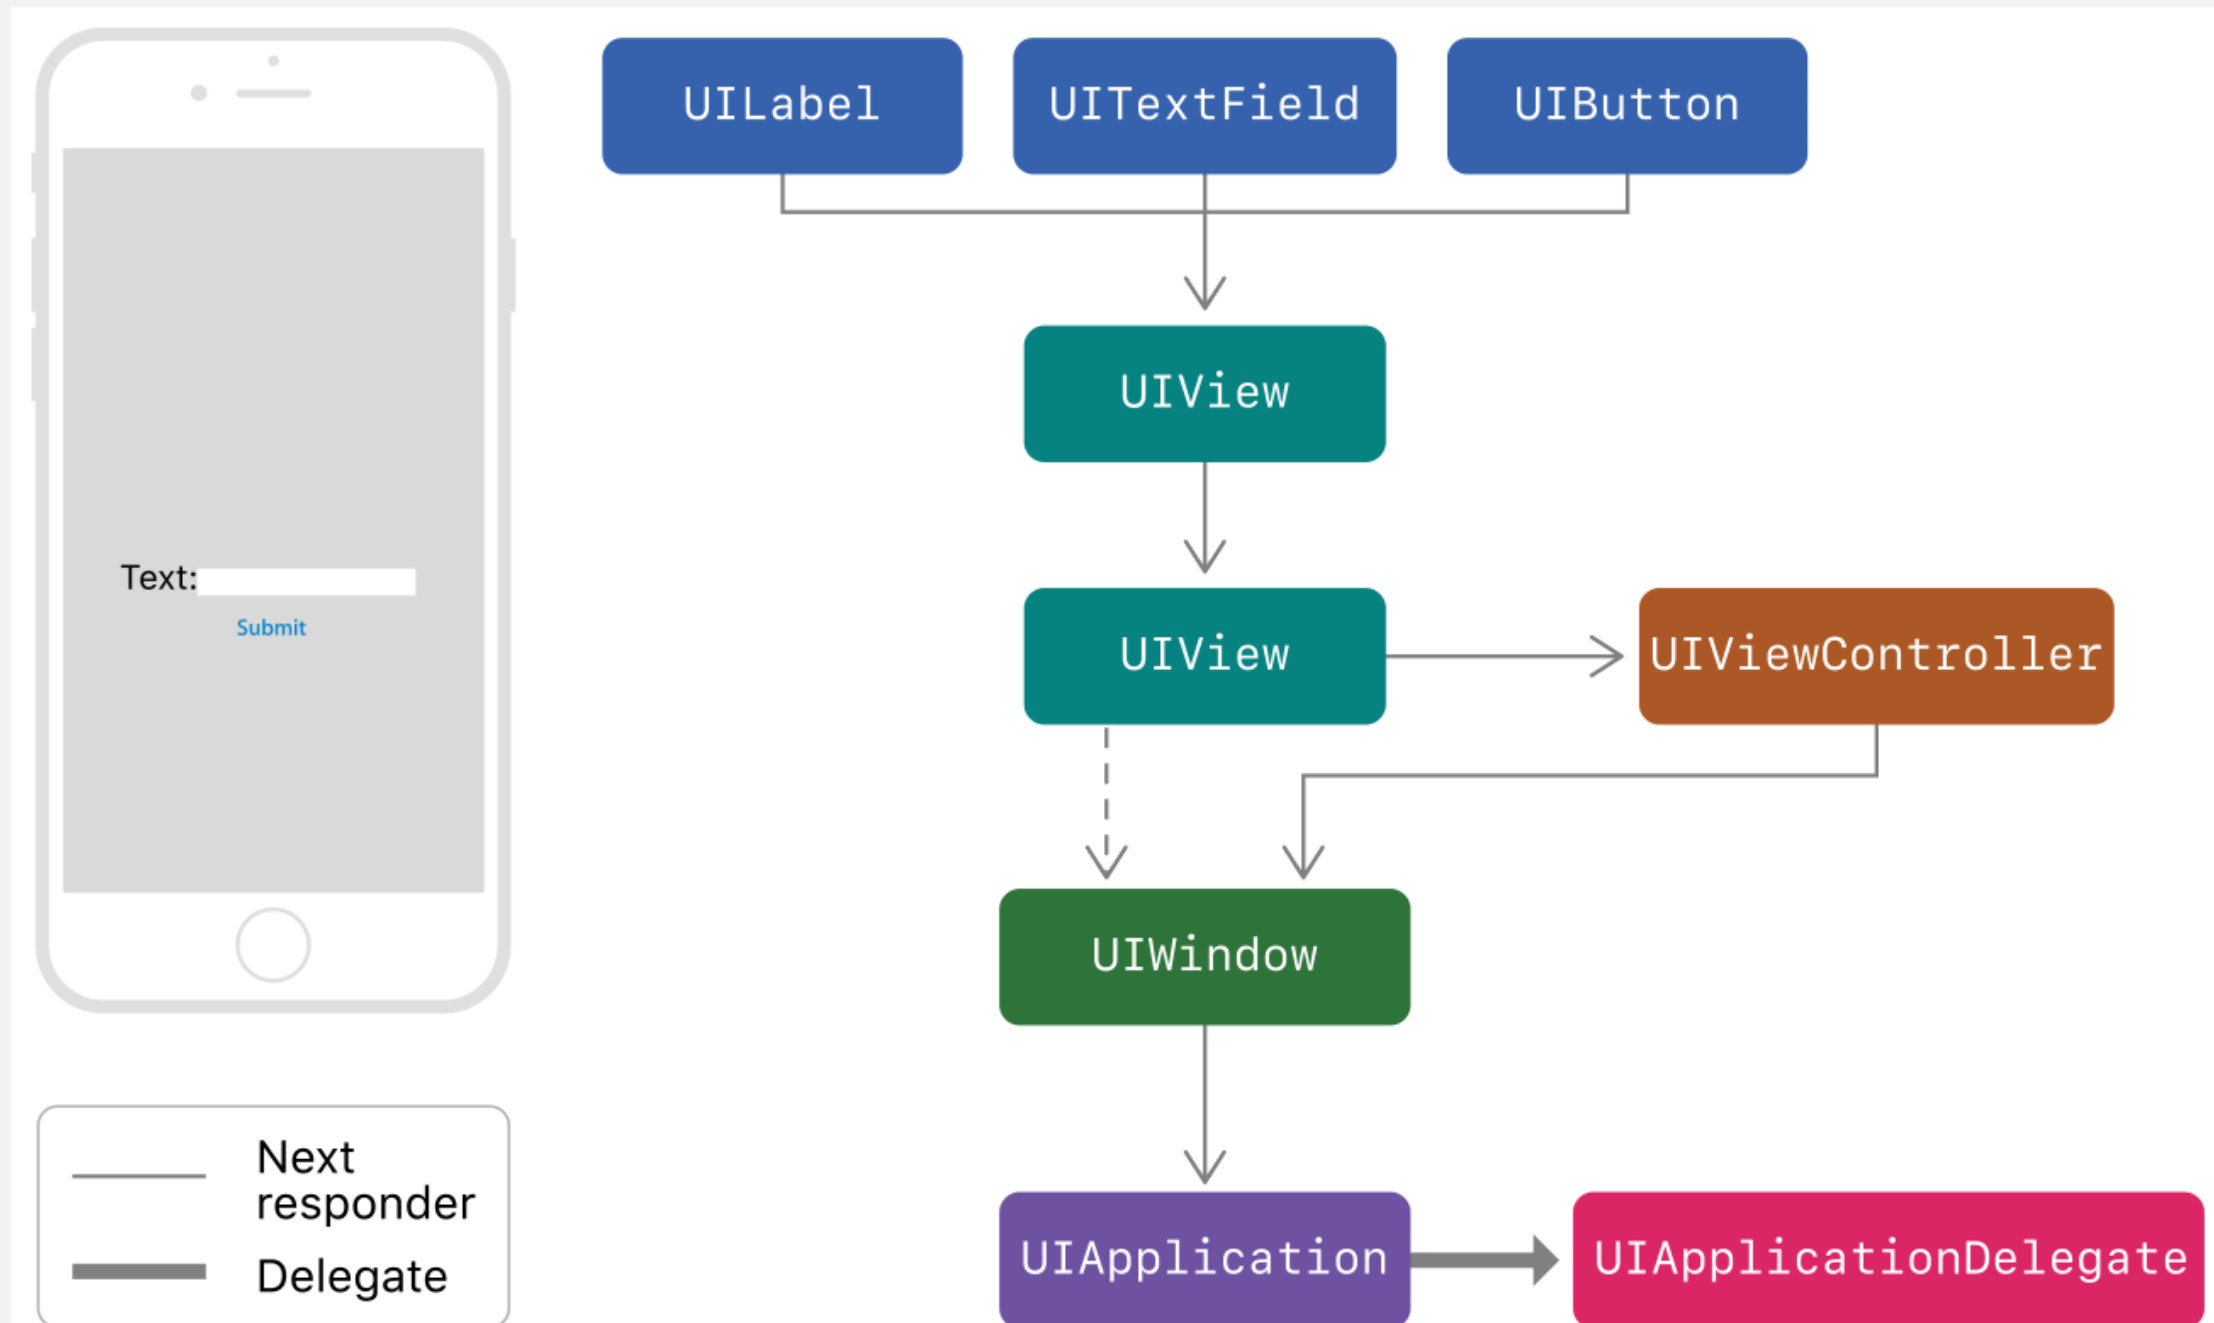 UILabel
UITextField
UIButton
UIView
Text:
Submit
UIView
UIViewController
UIWindow
Next
responder
Delegate
UIApplication
UIApplicationDelegate